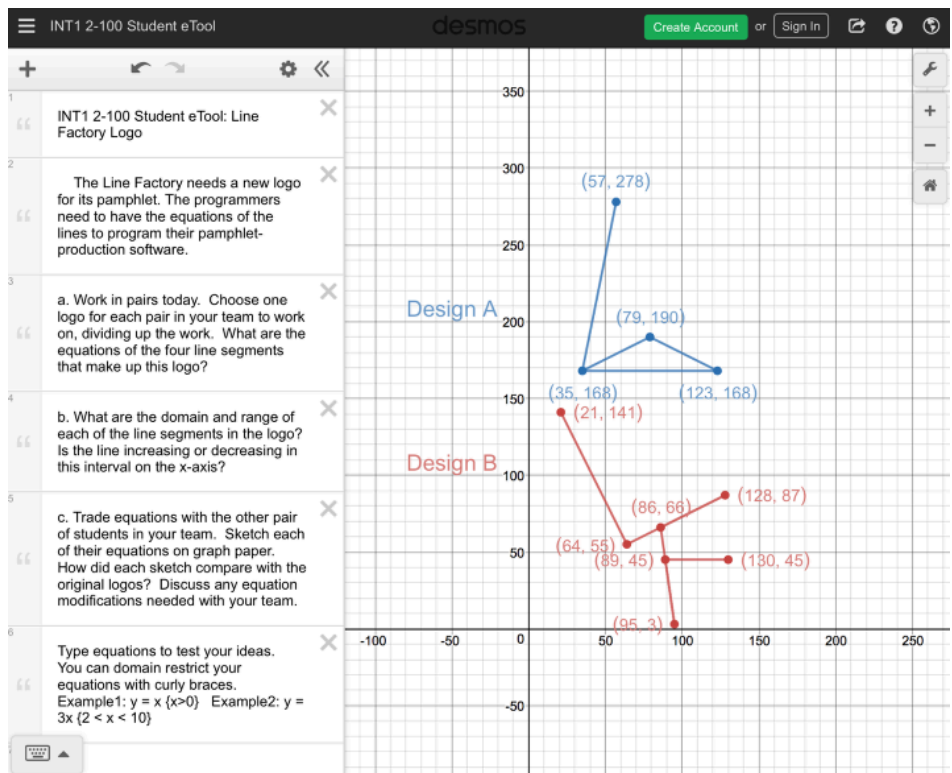 INT1 2-100 Student eTool
desmos
Create Account or Sign In
1
INT1 2-100 Student eTool: Line
Factory Logo
2
The Line Factory needs a new logo
for its pamphlet. The programmers
need to have the equations of the
lines to program their pamphlet-
production software.
3
a. Work in pairs today. Choose one
logo for each pair in your team to work
on, dividing up the work. What are the
equations of the four line segments
that make up this logo?
4
b. What are the domain and range of
each of the line segments in the logo?
Is the line increasing or decreasing in
this interval on the x-axis?
5
c. Trade equations with the other pair
of students in your team. Sketch each
of their equations on graph paper.
How did each sketch compare with the
original logos? Discuss any equation
modifications needed with your team.
6
Type equations to test your ideas.
You can domain restrict your
equations with curly braces.
Example1: y = x {x>0} Example2: y =
3x {2 < x < 10}
350
300
(57, 278)
250
Design A
200
(79, 190)
(35, 168)
(123, 168)
150
(21, 141)
Design B
100
(86, 66)
(128, 87)
50
(64, 55)
(89, 45)
(130, 45)
(95, 3)
-100 -50 0 50 100 150 200 250
-50